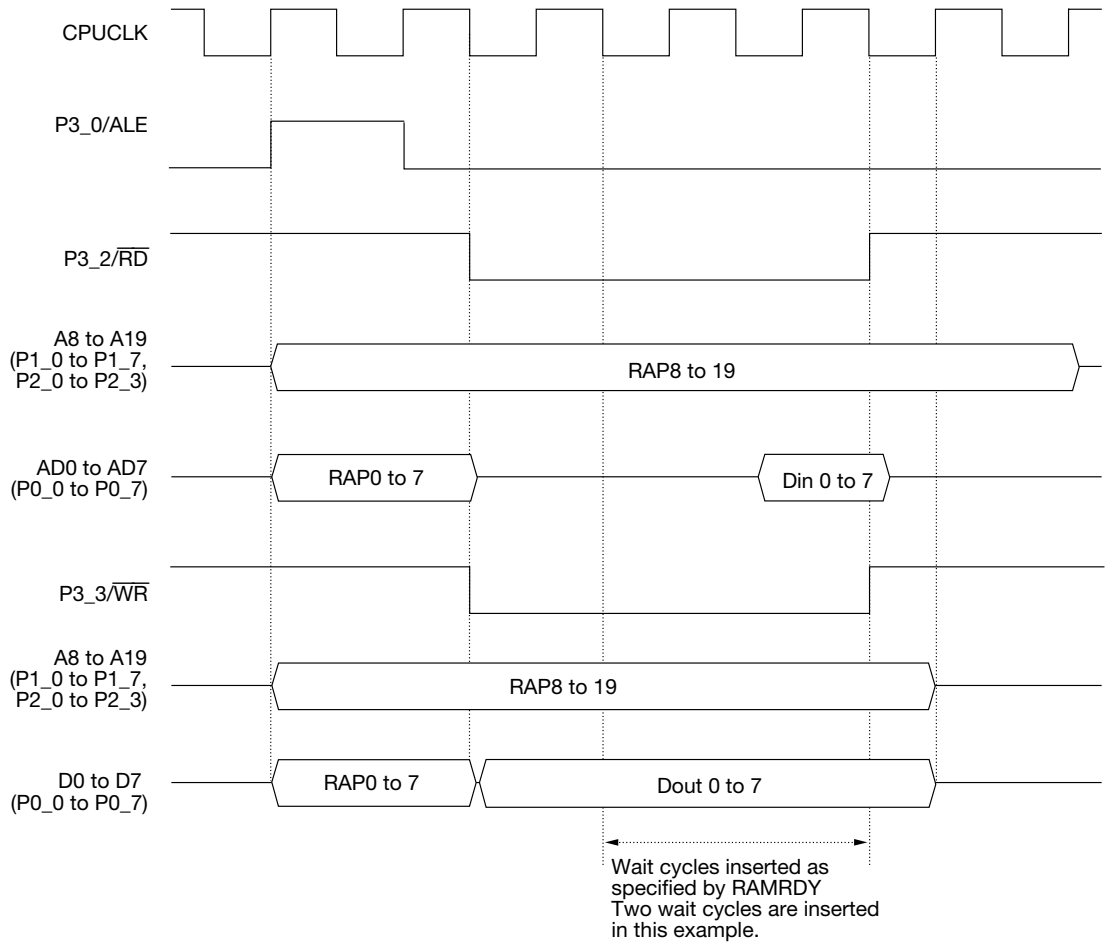 CPUCLK
P3_0/ALE
P3_2/R̅D̅
A8 to A19
(P1_0 to P1_7,
P2_0 to P2_3)
RAP8 to 19
AD0 to AD7
(P0_0 to P0_7)
RAP0 to 7
Din 0 to 7
P3_3/W̅R̅
A8 to A19
(P1_0 to P1_7,
P2_0 to P2_3)
RAP8 to 19
D0 to D7
(P0_0 to P0_7)
RAP0 to 7
Dout 0 to 7
Wait cycles inserted as
specified by RAMRDY
Two wait cycles are inserted
in this example.